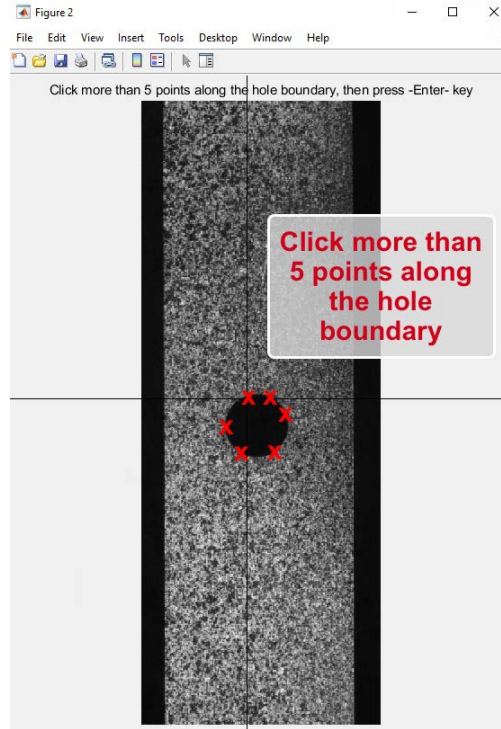 Figure 2
File Edit View Insert Tools Desktop Window Help
Click more than 5 points along the hole boundary, then press -Enter- key
Click more than
5 points along
the hole
boundary
x x
x
x
x x